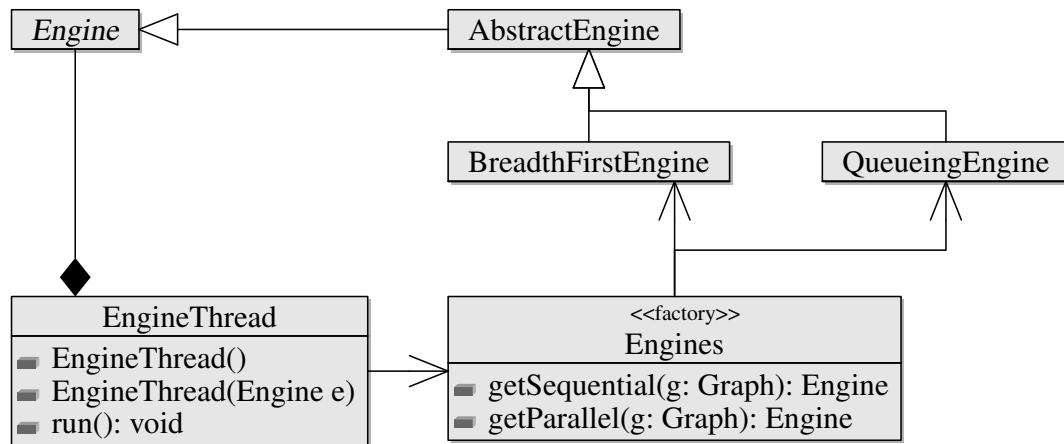 Engine
AbstractEngine
BreadthFirstEngine
QueueingEngine
EngineThread
EngineThread()
EngineThread(Engine e)
run(): void
<<factory>>
Engines
getSequential(g: Graph): Engine
getParallel(g: Graph): Engine